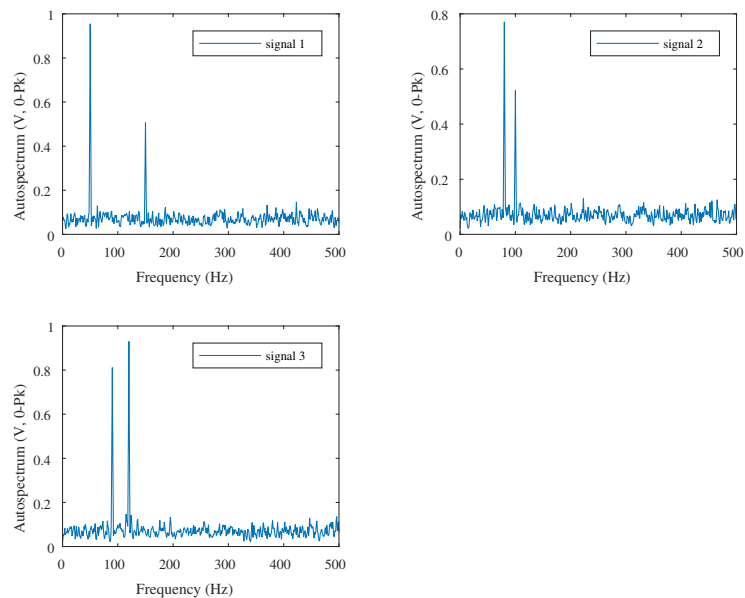 1
0.8
0.6
0.4
0.2
0
Autospectrum (V, 0-Pk)
signal 1
0 100 200 300 400 500
Frequency (Hz)
0.8
0.6
0.4
0.2
0
Autospectrum (V, 0-Pk)
signal 2
0 100 200 300 400 500
Frequency (Hz)
1
0.8
0.6
0.4
0.2
0
Autospectrum (V, 0-Pk)
signal 3
0 100 200 300 400 500
Frequency (Hz)